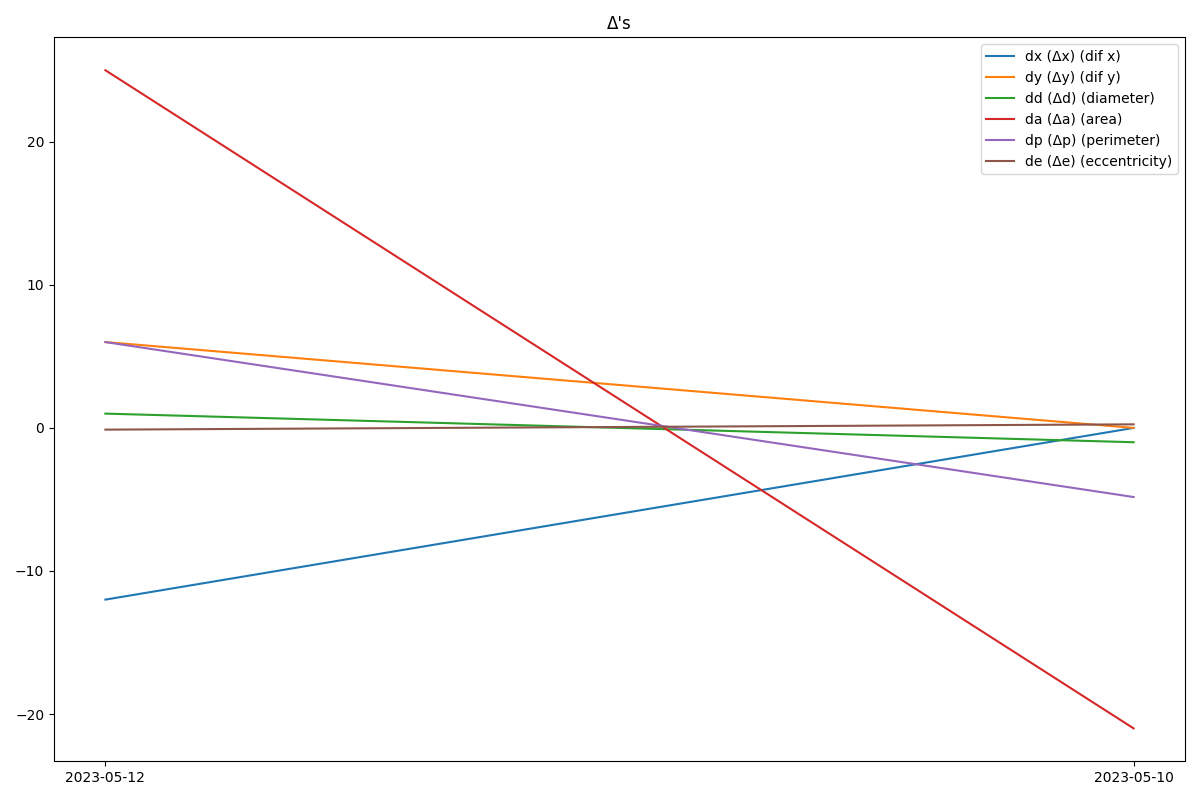 Δ's
dx (Δx) (dif x)
dy (Δy) (dif y)
dd (Δd) (diameter)
da (Δa) (area)
dp (Δp) (perimeter)
de (Δe) (eccentricity)
20
10
0
−10
−20
2023-05-12
2023-05-10